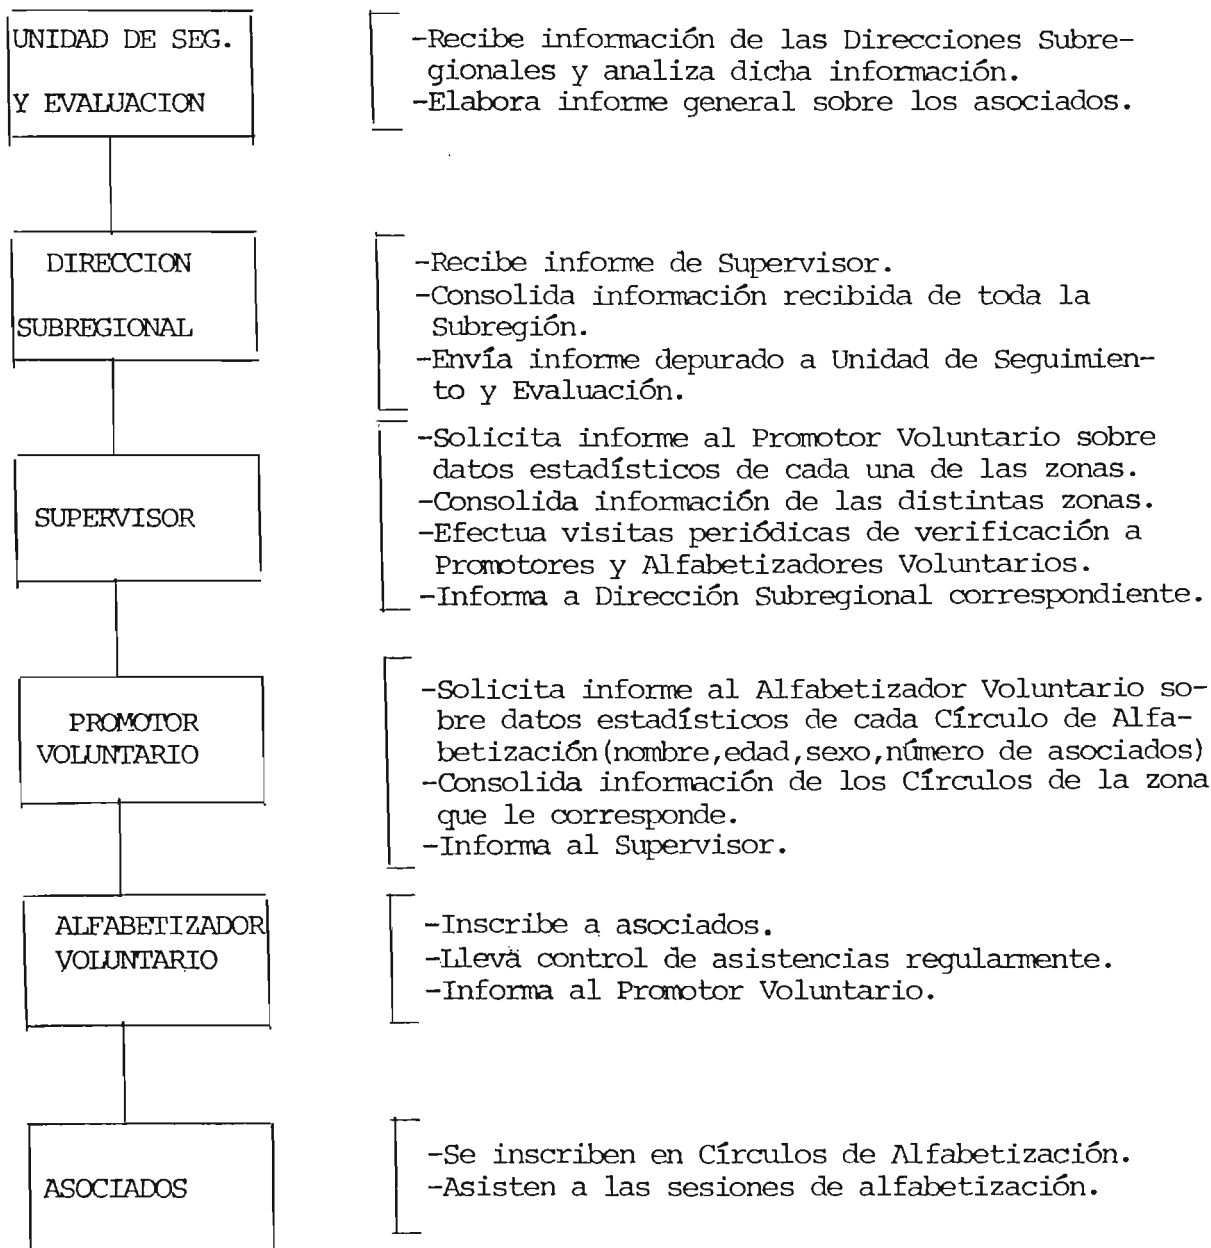 UNIDAD DE SEG.
Y EVALUACION
-Recibe información de las Direcciones Subre-
gionales y analiza dicha información.
-Elabora informe general sobre los asociados.
DIRECCION
SUBREGIONAL
-Recibe informe de Supervisor.
-Consolida información recibida de toda la
Subregión.
-Envía informe depurado a Unidad de Seguimien-
to y Evaluación.
SUPERVISOR
-Solicita informe al Promotor Voluntario sobre
datos estadísticos de cada una de las zonas.
-Consolida información de las distintas zonas.
-Efectua visitas periódicas de verificación a
Promotores y Alfabetizadores Voluntarios.
-Informa a Dirección Subregional correspondiente.
PROMOTOR
VOLUNTARIO
-Solicita informe al Alfabetizador Voluntario so-
bre datos estadísticos de cada Círculo de Alfa-
betización(nombre,edad,sexo,número de asociados)
-Consolida información de los Círculos de la zona
que le corresponde.
-Informa al Supervisor.
ALFABETIZADOR
VOLUNTARIO
-Inscribe a asociados.
-Lleva control de asistencias regularmente.
-Informa al Promotor Voluntario.
ASOCIADOS
-Se inscriben en Círculos de Alfabetización.
-Asisten a las sesiones de alfabetización.